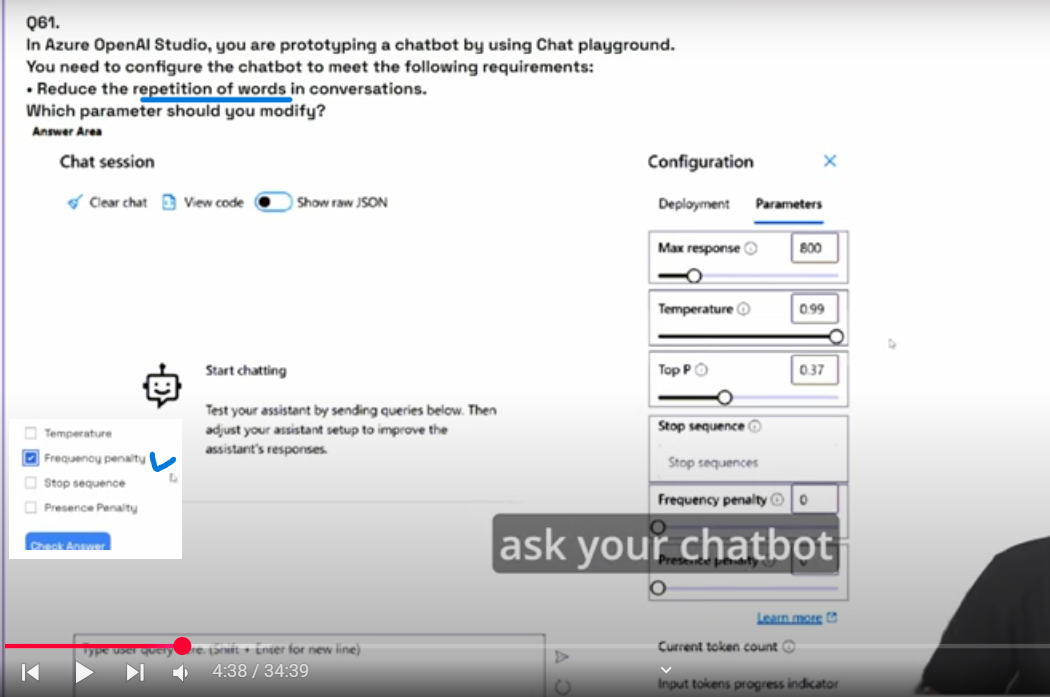 Q61.
In Azure OpenAI Studio, you are prototyping a chatbot by using Chat playground.
You need to configure the chatbot to meet the following requirements:
• Reduce the repetition of words in conversations.
Which parameter should you modify?
Answer Area
Chat session
Clear chat View code Show raw JSON
Start chatting
Test your assistant by sending queries below. Then
adjust your assistant setup to improve the
assistant's responses.
Temperature
Frequency penalty
Stop sequence
Presence Penalty
Check Answer
Configuration
Deployment Parameters
Max response 800
Temperature 0.99
Top P 0.37
Stop sequence
Stop sequences
Frequency penalty 0
ask your chatbot
Presence penalty
Learn more
Type user query (Shift + Enter for new line)
Current token count
Input tokens progress indicator
4:38 / 34:39